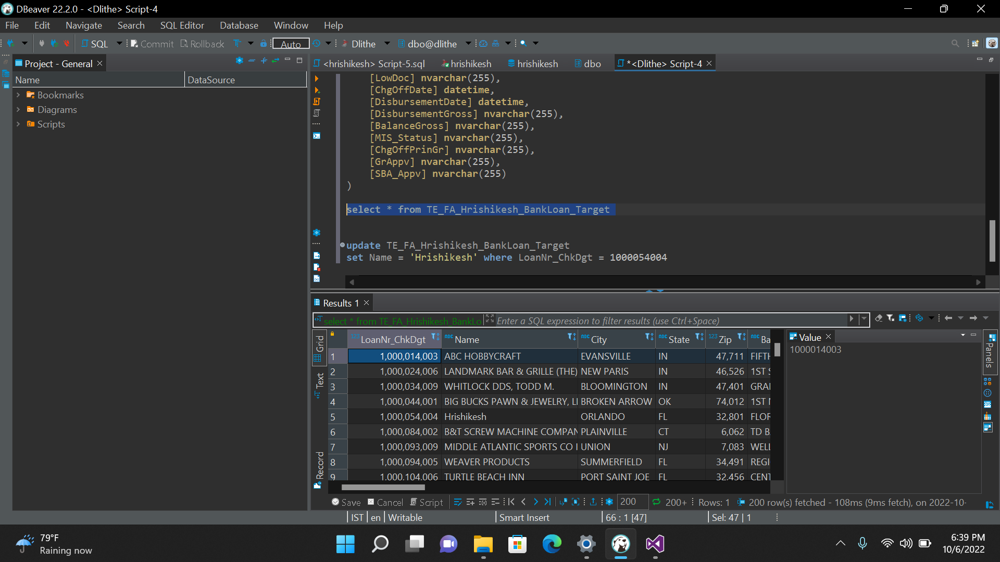 DBeaver 22.2.0 - <Dlithe> Script-4
File Edit Navigate Search SQL Editor Database Window Help
SQL Commit Rollback Auto Dlithe dbo@dlithe
Project - General
Name DataSource
Bookmarks
Diagrams
Scripts
<hrishikesh> Script-5.sql hrishikesh hrishikesh dbo *<Dlithe> Script-4
[LowDoc] nvarchar(255),
[ChgOffDate] datetime,
[DisbursementDate] datetime,
[DisbursementGross] nvarchar(255),
[BalanceGross] nvarchar(255),
[MIS_Status] nvarchar(255),
[ChgOffPrinGr] nvarchar(255),
[GrAppv] nvarchar(255),
[SBA_Appv] nvarchar(255)
)
select * from TE_FA_Hrishikesh_BankLoan_Target
update TE_FA_Hrishikesh_BankLoan_Target
set Name = 'Hrishikesh' where LoanNr_ChkDgt = 1000054004
Results 1
select * from TE_FA_Hrishikesh_BankLo Enter a SQL expression to filter results (use Ctrl+Space)
Grid
Text
Record
123 LoanNr_ChkDgt ABC Name ABC City ABC State 123 Zip ABC Ba
1 1,000,014,003 ABC HOBBYCRAFT EVANSVILLE IN 47,711 FIFTH
2 1,000,024,006 LANDMARK BAR & GRILLE (THE) NEW PARIS IN 46,526 1ST S
3 1,000,034,009 WHITLOCK DDS, TODD M. BLOOMINGTON IN 47,401 GRA
4 1,000,044,001 BIG BUCKS PAWN & JEWELRY, L BROKEN ARROW OK 74,012 1ST
5 1,000,054,004 Hrishikesh ORLANDO FL 32,801 FLOR
6 1,000,084,002 B&T SCREW MACHINE COMPAN PLAINVILLE CT 6,062 TD B
7 1,000,093,009 MIDDLE ATLANTIC SPORTS CO UNION NJ 7,083 WELL
8 1,000,094,005 WEAVER PRODUCTS SUMMERFIELD FL 34,491 REGI
9 1,000,104,006 TURTLE BEACH INN PORT SAINT JOE FL 32,456 CENT
Value
1000014003
Panels
Save Cancel Script 200 200+ Rows: 1 200 row(s) fetched - 108ms (9ms fetch), on 2022-10-
IST en Writable Smart Insert 66 : 1 [47] Sel: 47 | 1
79°F
Raining now
6:39 PM
10/6/2022